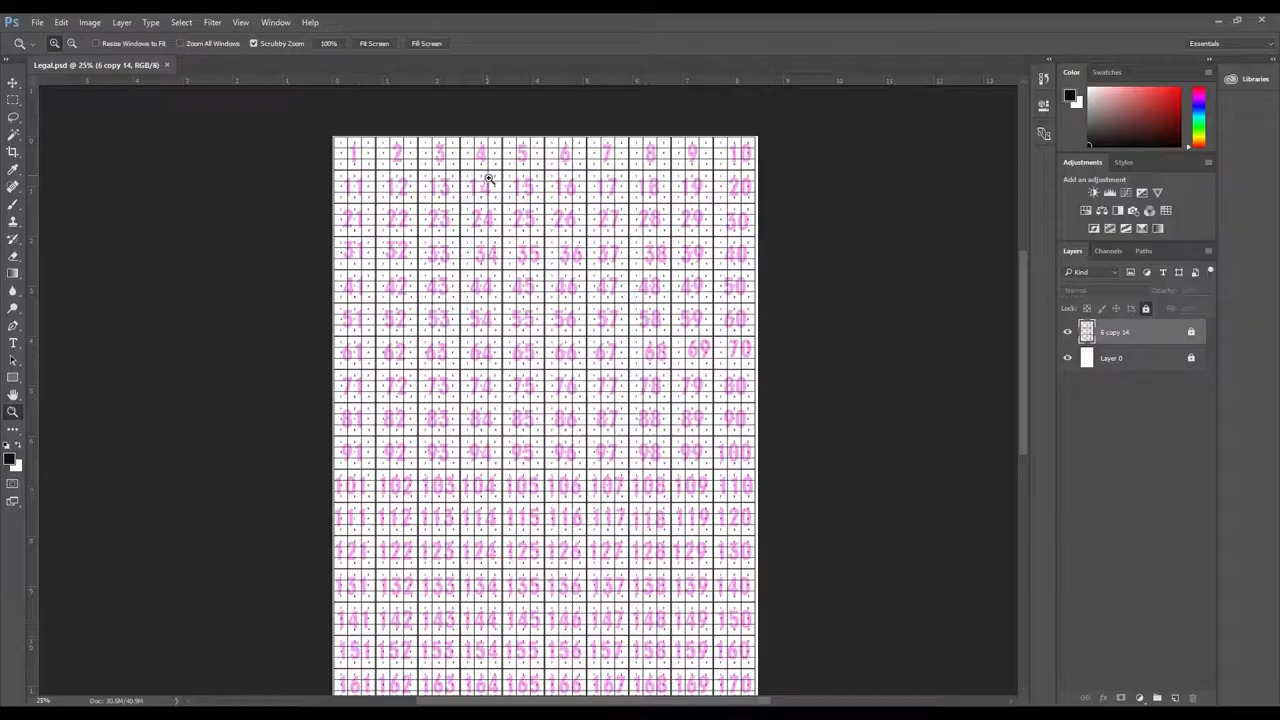 Ps File Edit Image Layer Type Select Filter View Window Help
Resize Windows to Fit Zoom All Windows Scrubby Zoom 100% Fit Screen Fill Screen Essentials
Legal.psd @ 25% (6 copy 14, RGB/8) ×
Color Swatches
Libraries
Adjustments Styles
Add an adjustment
Layers Channels Paths
Kind
Normal Opacity:
Lock: Fill:
6 copy 14
Layer 0
1 2 3 4 5 6 7 8 9 10
11 12 13 14 15 16 17 18 19 20
21 22 23 24 25 26 27 28 29 30
31 32 33 34 35 36 37 38 39 40
41 42 43 44 45 46 47 48 49 50
51 52 53 54 55 56 57 58 59 60
61 62 63 64 65 66 67 68 69 70
71 72 73 74 75 76 77 78 79 80
81 82 83 84 85 86 87 88 89 90
91 92 93 94 95 96 97 98 99 100
101 102 103 104 105 106 107 108 109 110
111 112 113 114 115 116 117 118 119 120
121 122 123 124 125 126 127 128 129 130
131 132 133 134 135 136 137 138 139 140
141 142 143 144 145 146 147 148 149 150
151 152 153 154 155 156 157 158 159 160
161 162 163 164 165 166 167 168 169 170
25% Doc: 30.6M/40.9M